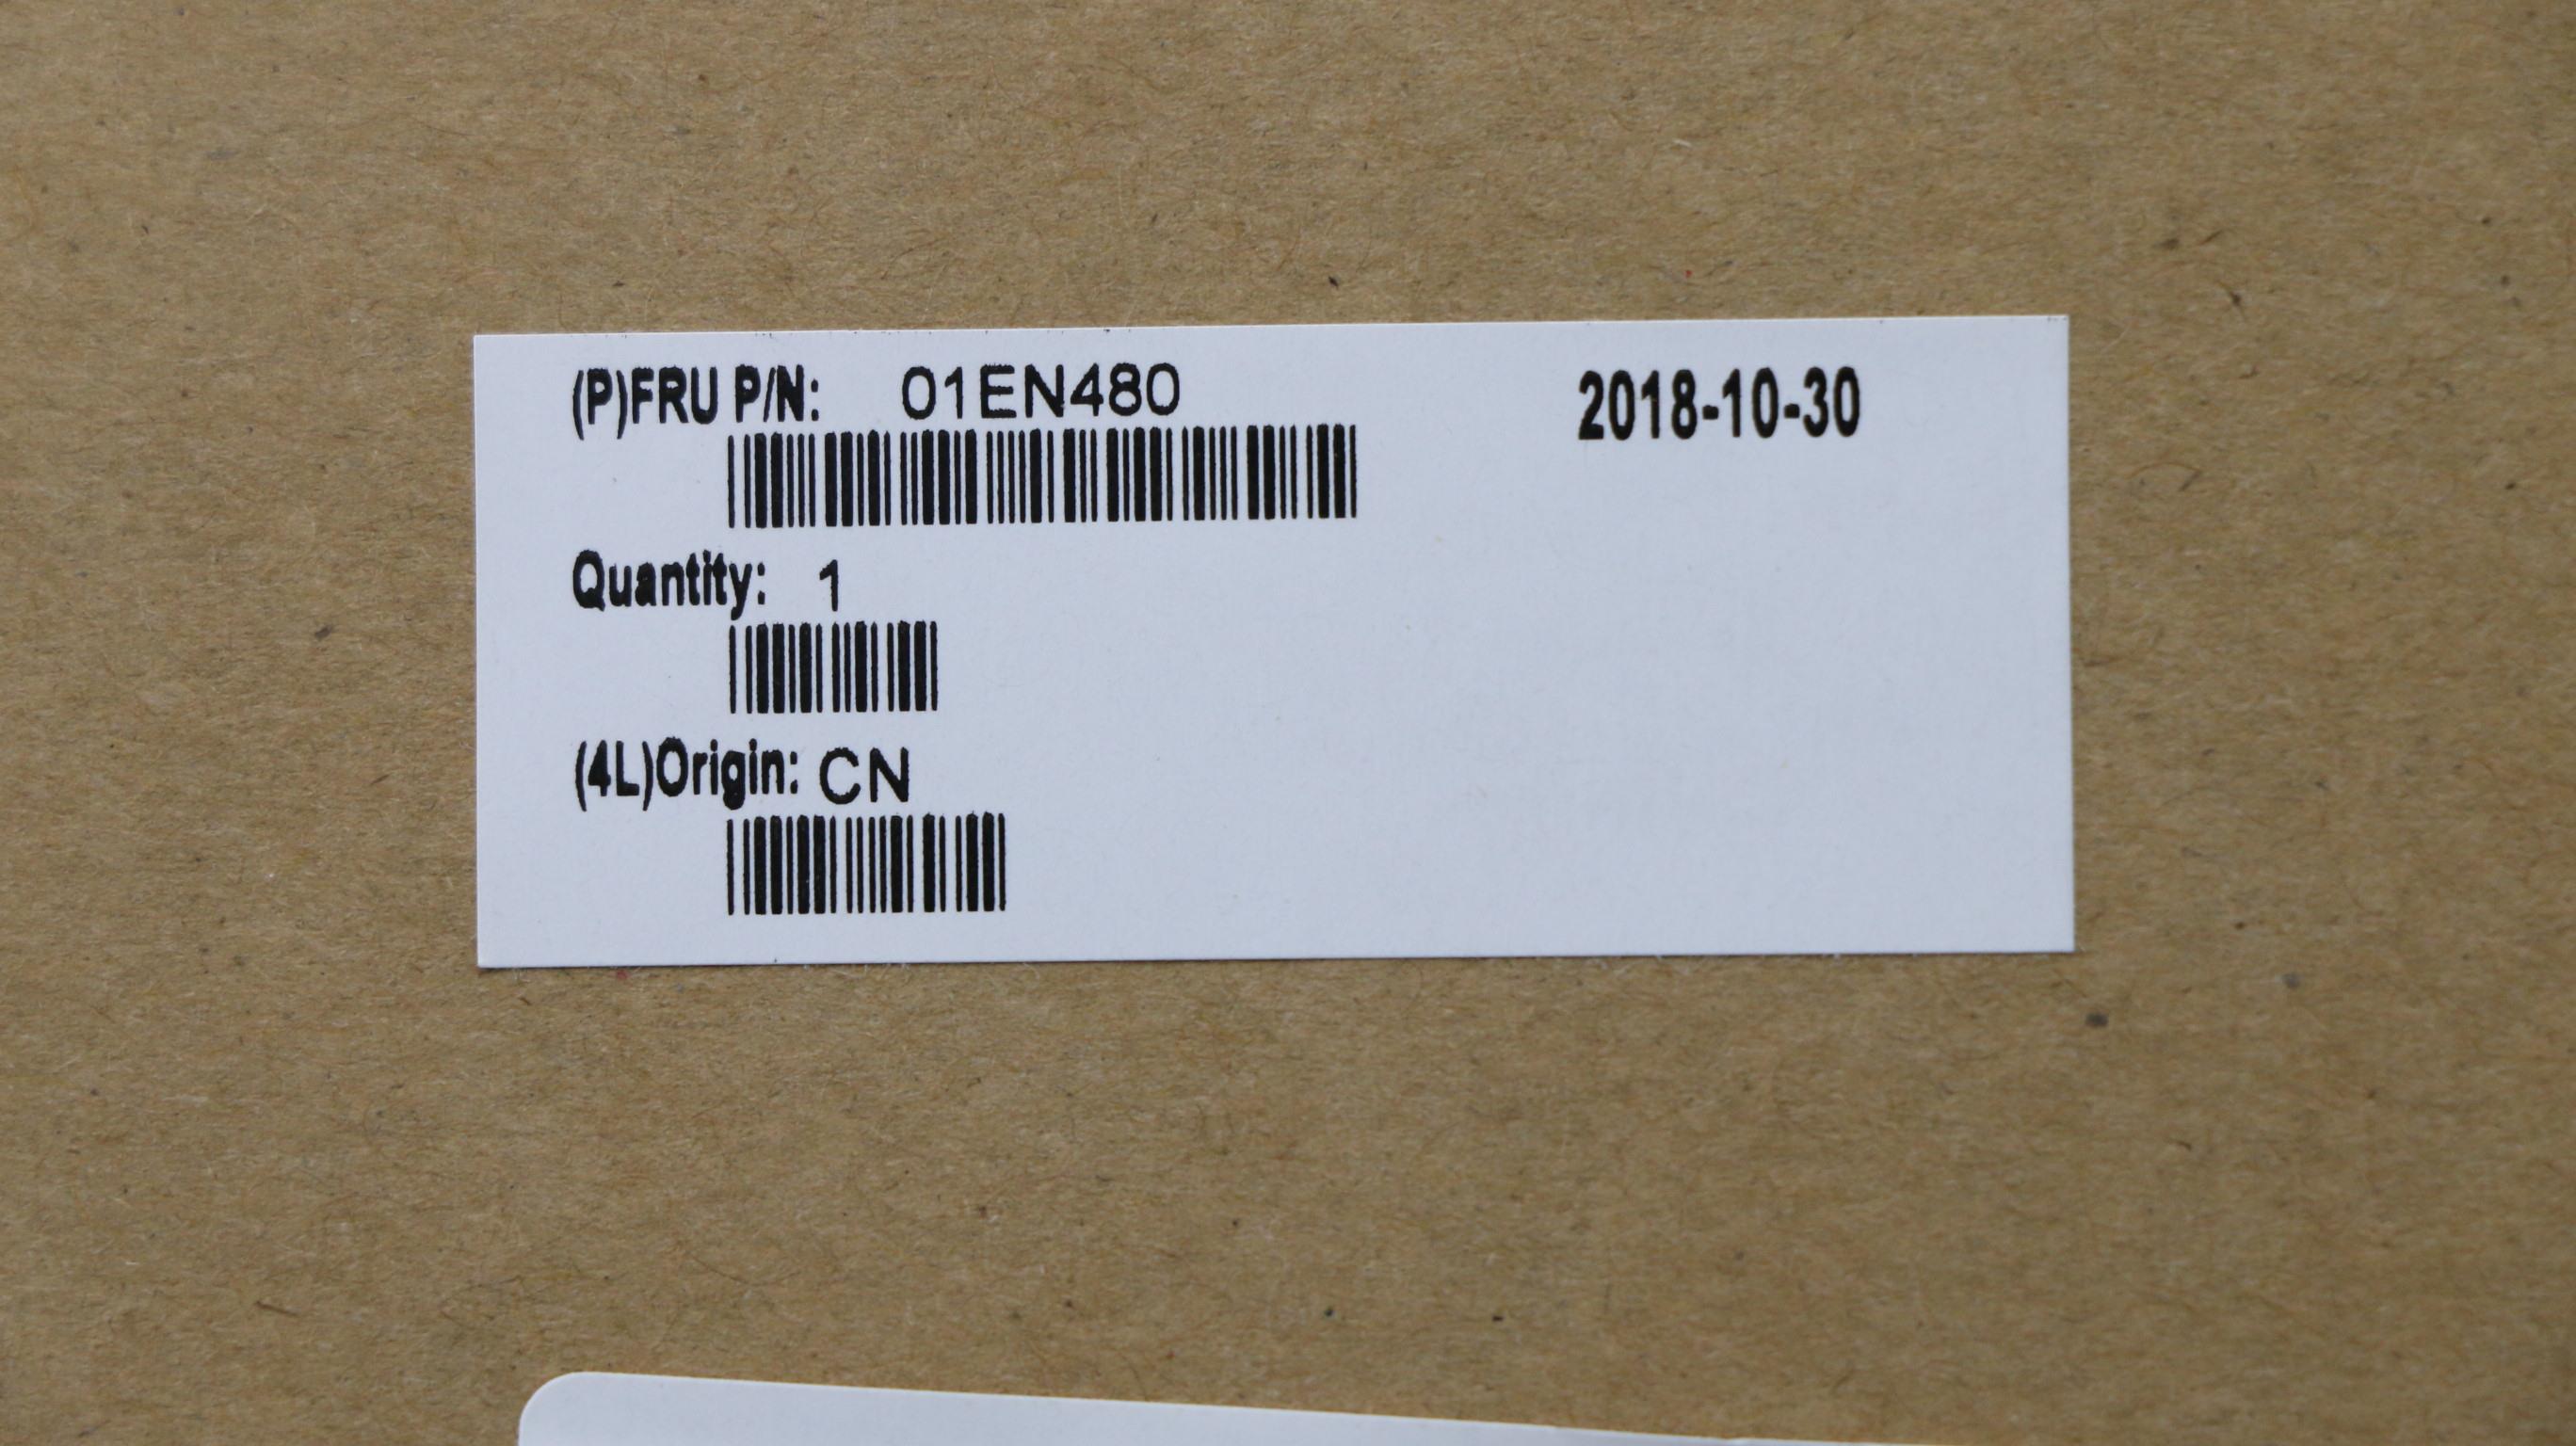 (P)FRU P/N: 01EN480 2018-10-30
Quantity: 1
(4L)Origin: CN